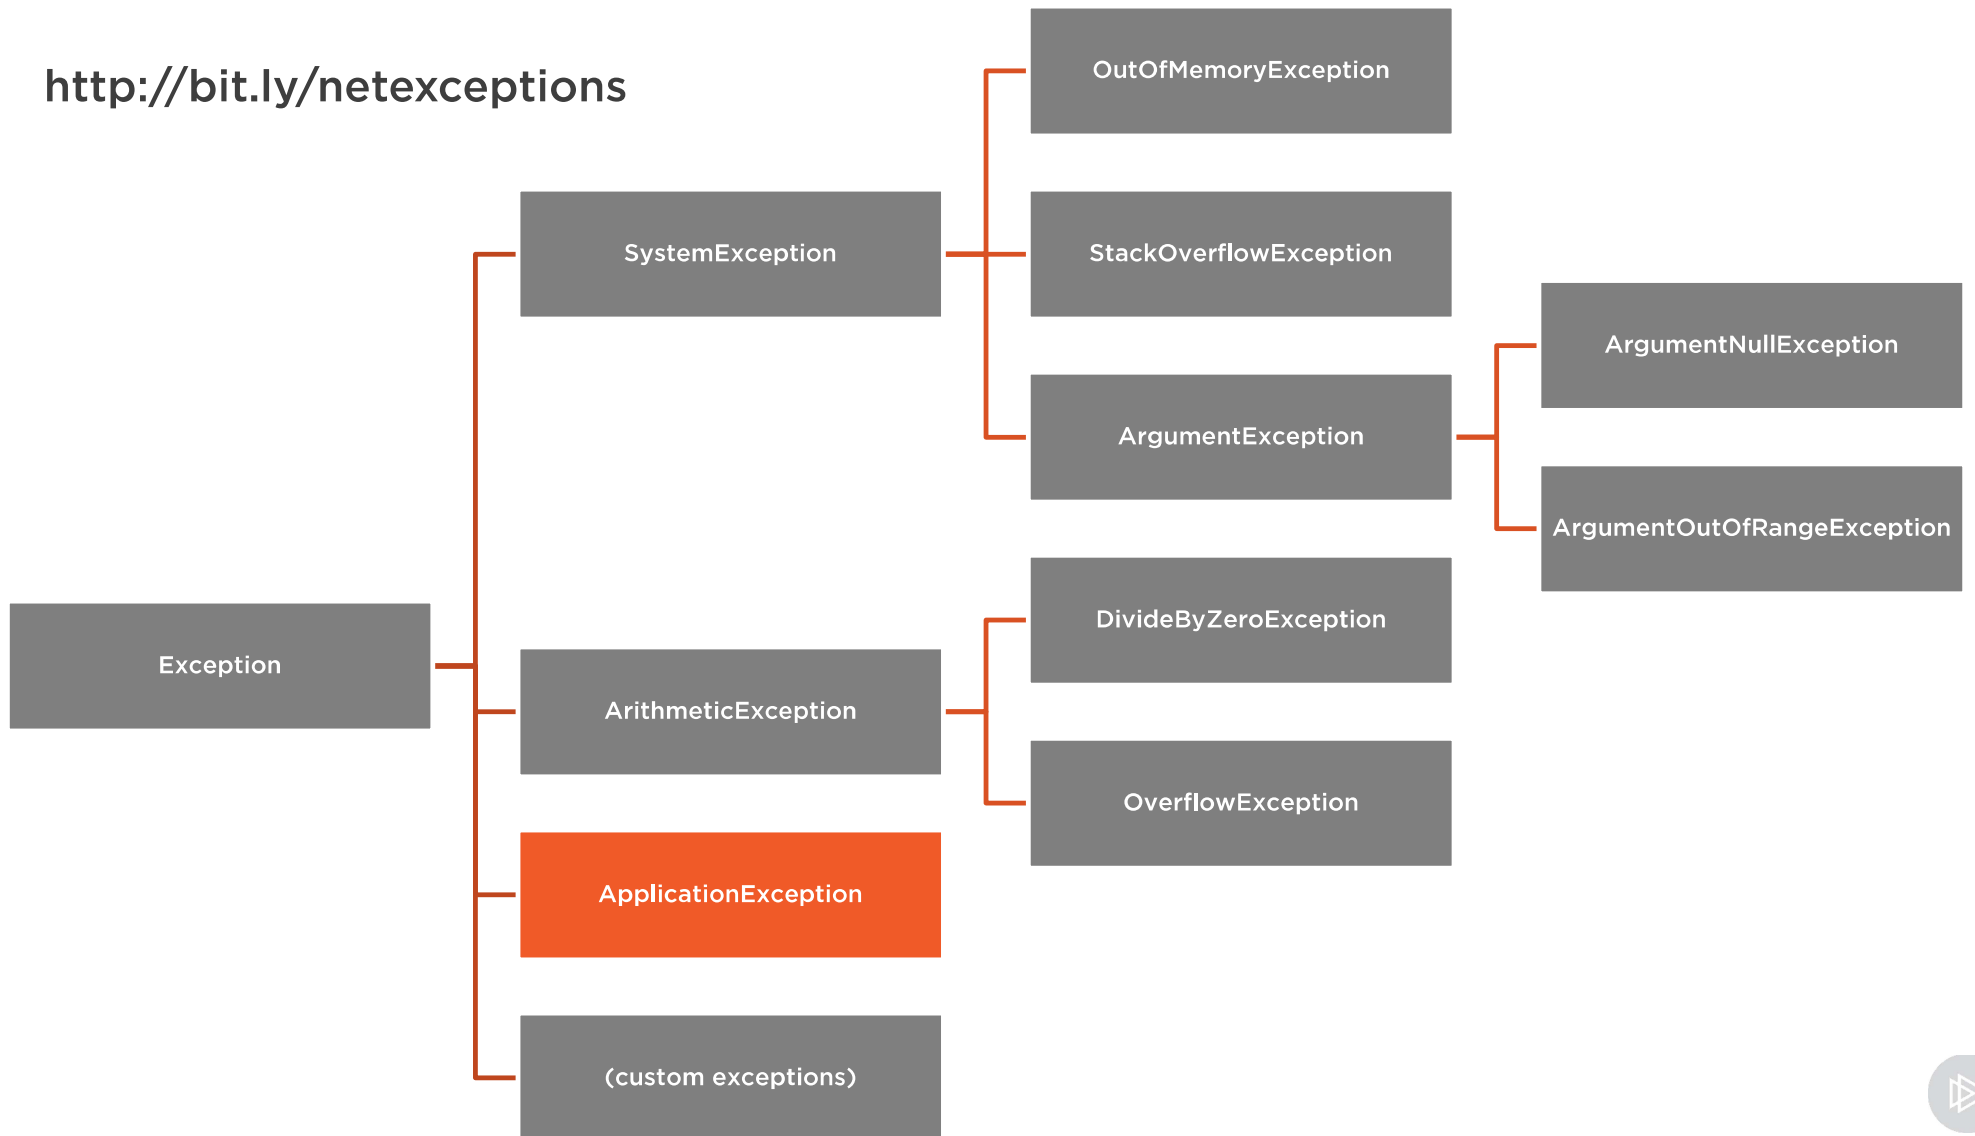 http://bit.ly/netexceptions
OutOfMemoryException
SystemException
StackOverflowException
ArgumentNullException
ArgumentException
ArgumentOutOfRangeException
DivideByZeroException
Exception
ArithmeticException
OverflowException
ApplicationException
(custom exceptions)